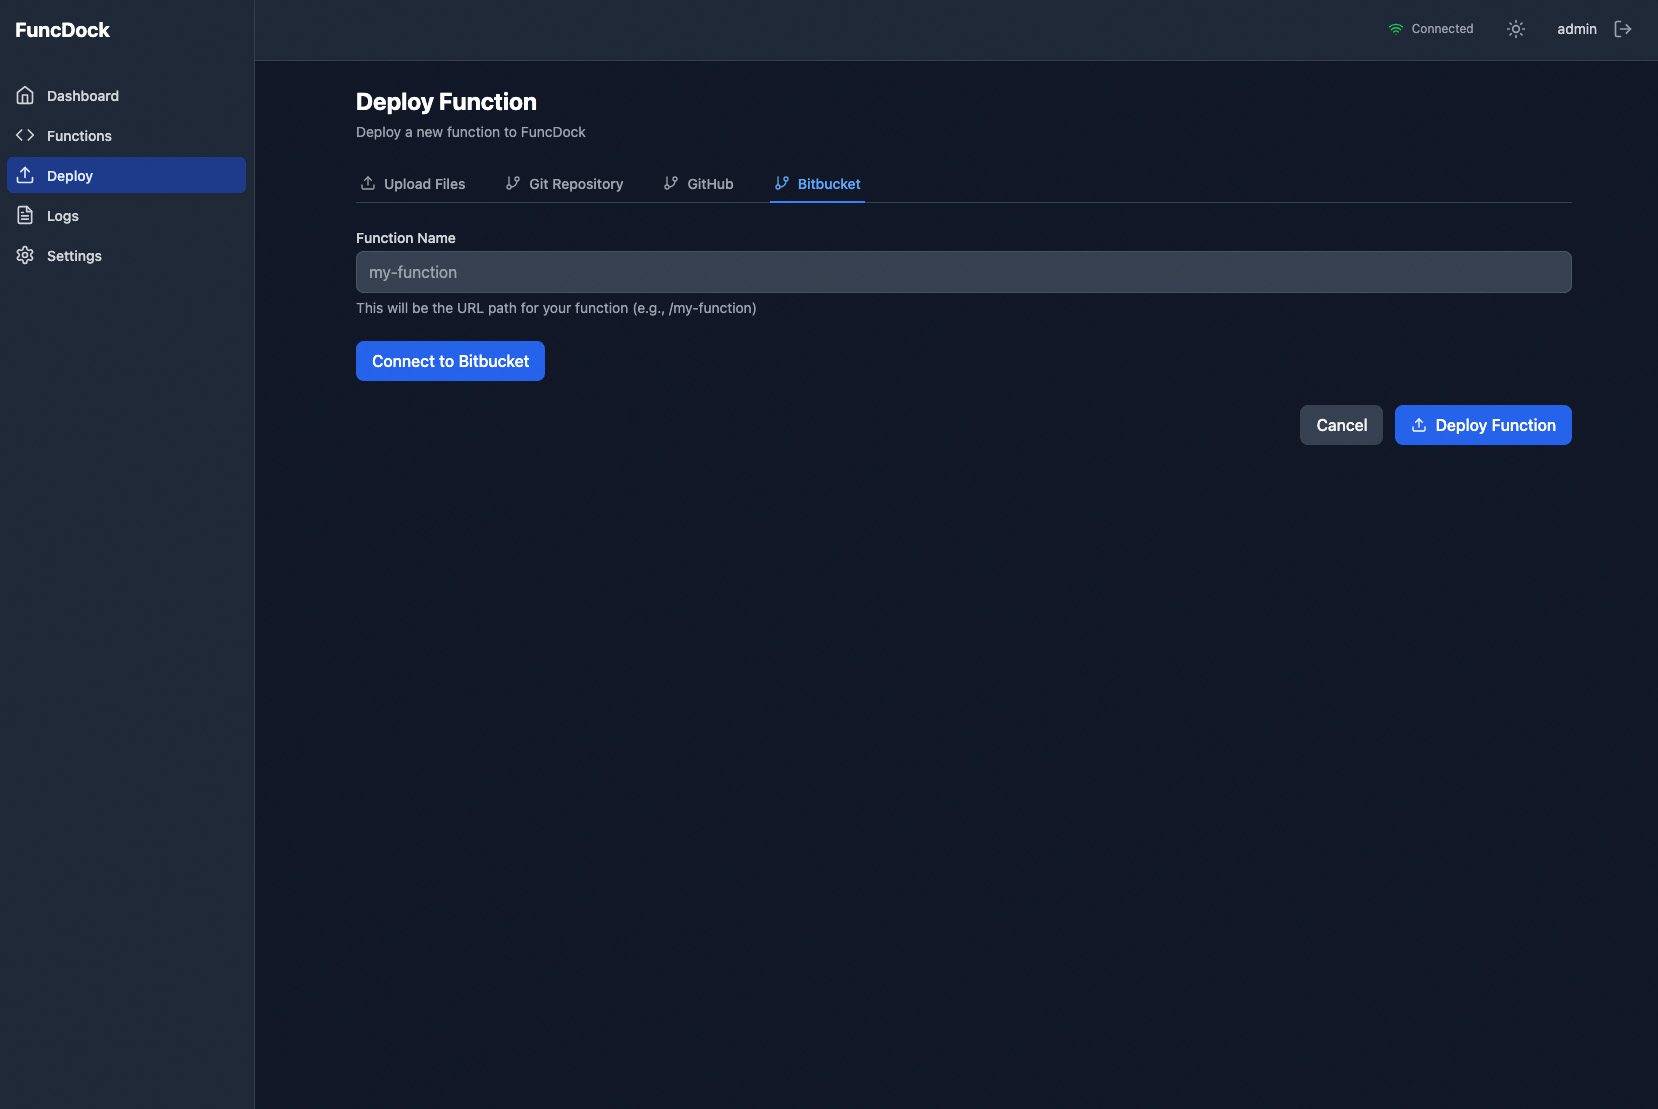 FuncDock
Connected
admin
Dashboard
Functions
Deploy
Logs
Settings
Deploy Function
Deploy a new function to FuncDock
Upload Files
Git Repository
GitHub
Bitbucket
Function Name
my-function
This will be the URL path for your function (e.g., /my-function)
Connect to Bitbucket
Cancel
Deploy Function